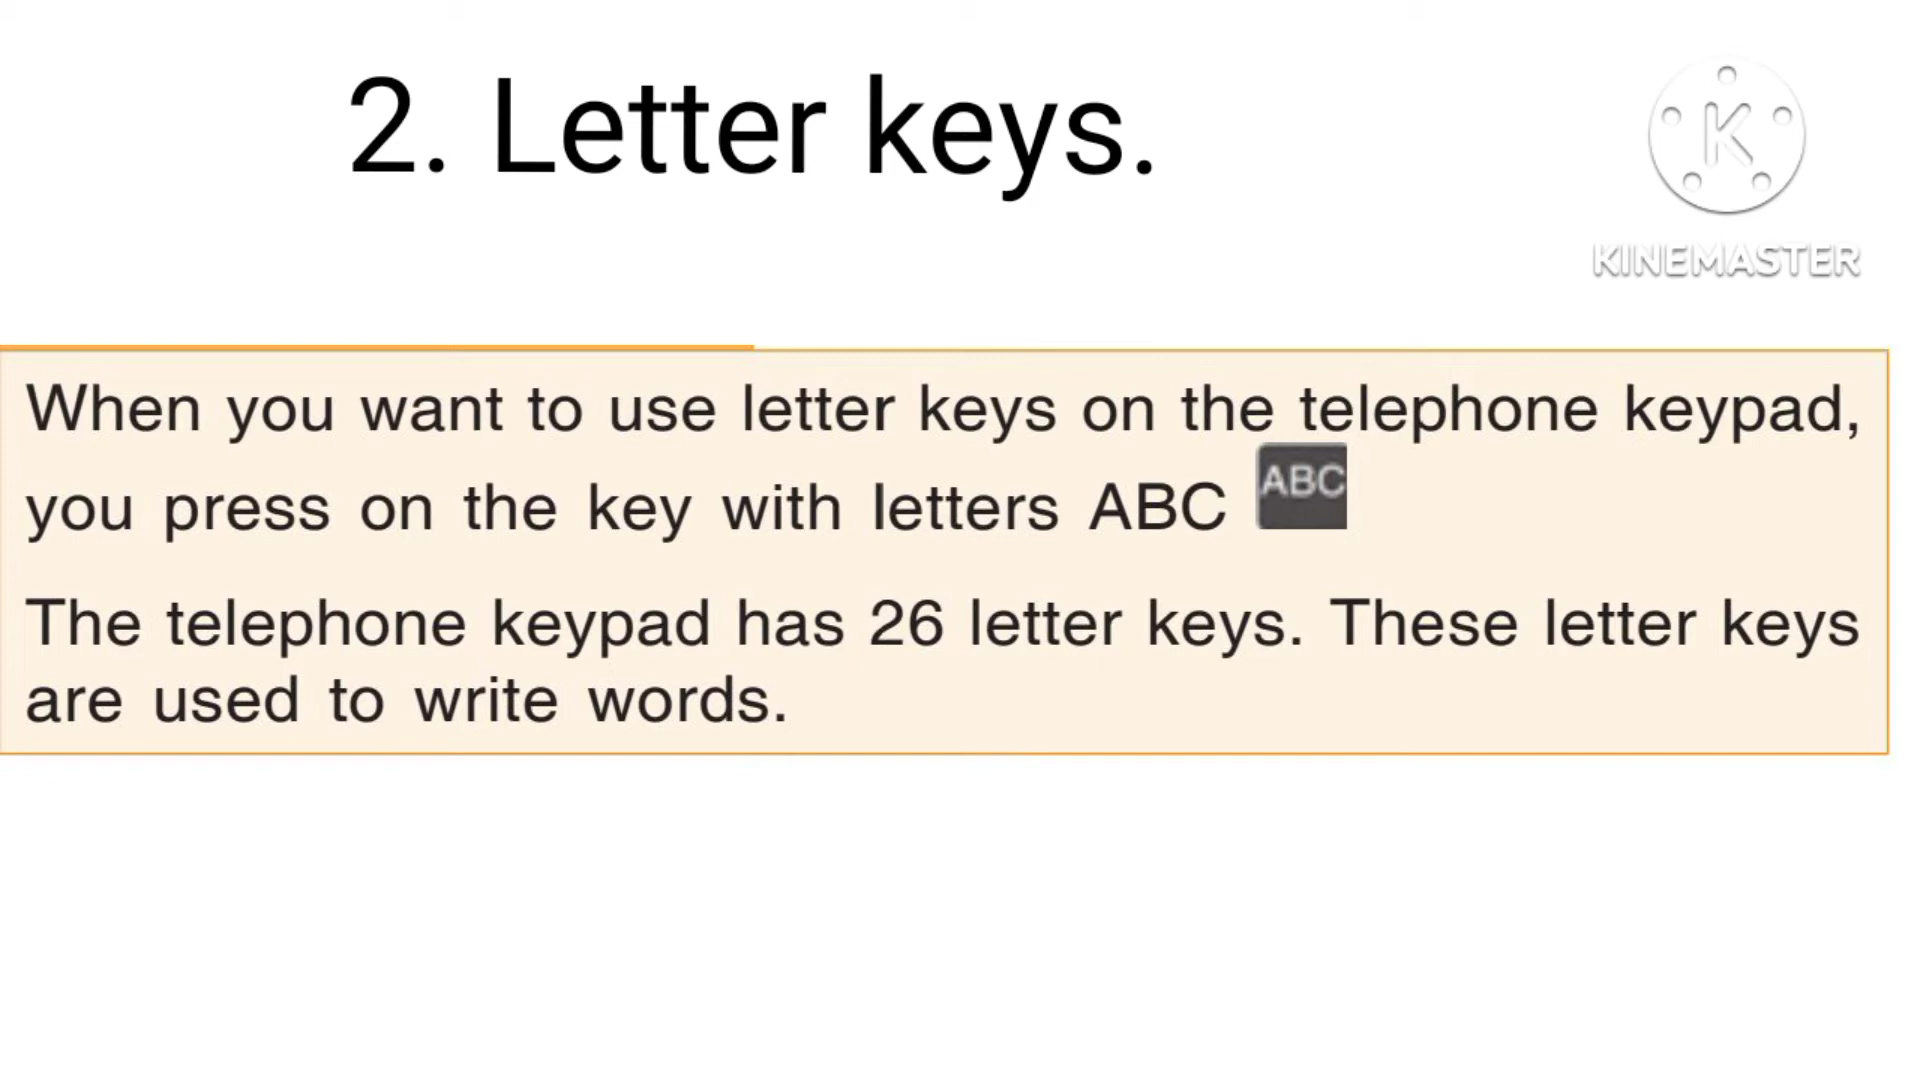 2. Letter keys.
K
KINEMASTER
When you want to use letter keys on the telephone keypad,
you press on the key with letters ABC ABC
The telephone keypad has 26 letter keys. These letter keys
are used to write words.